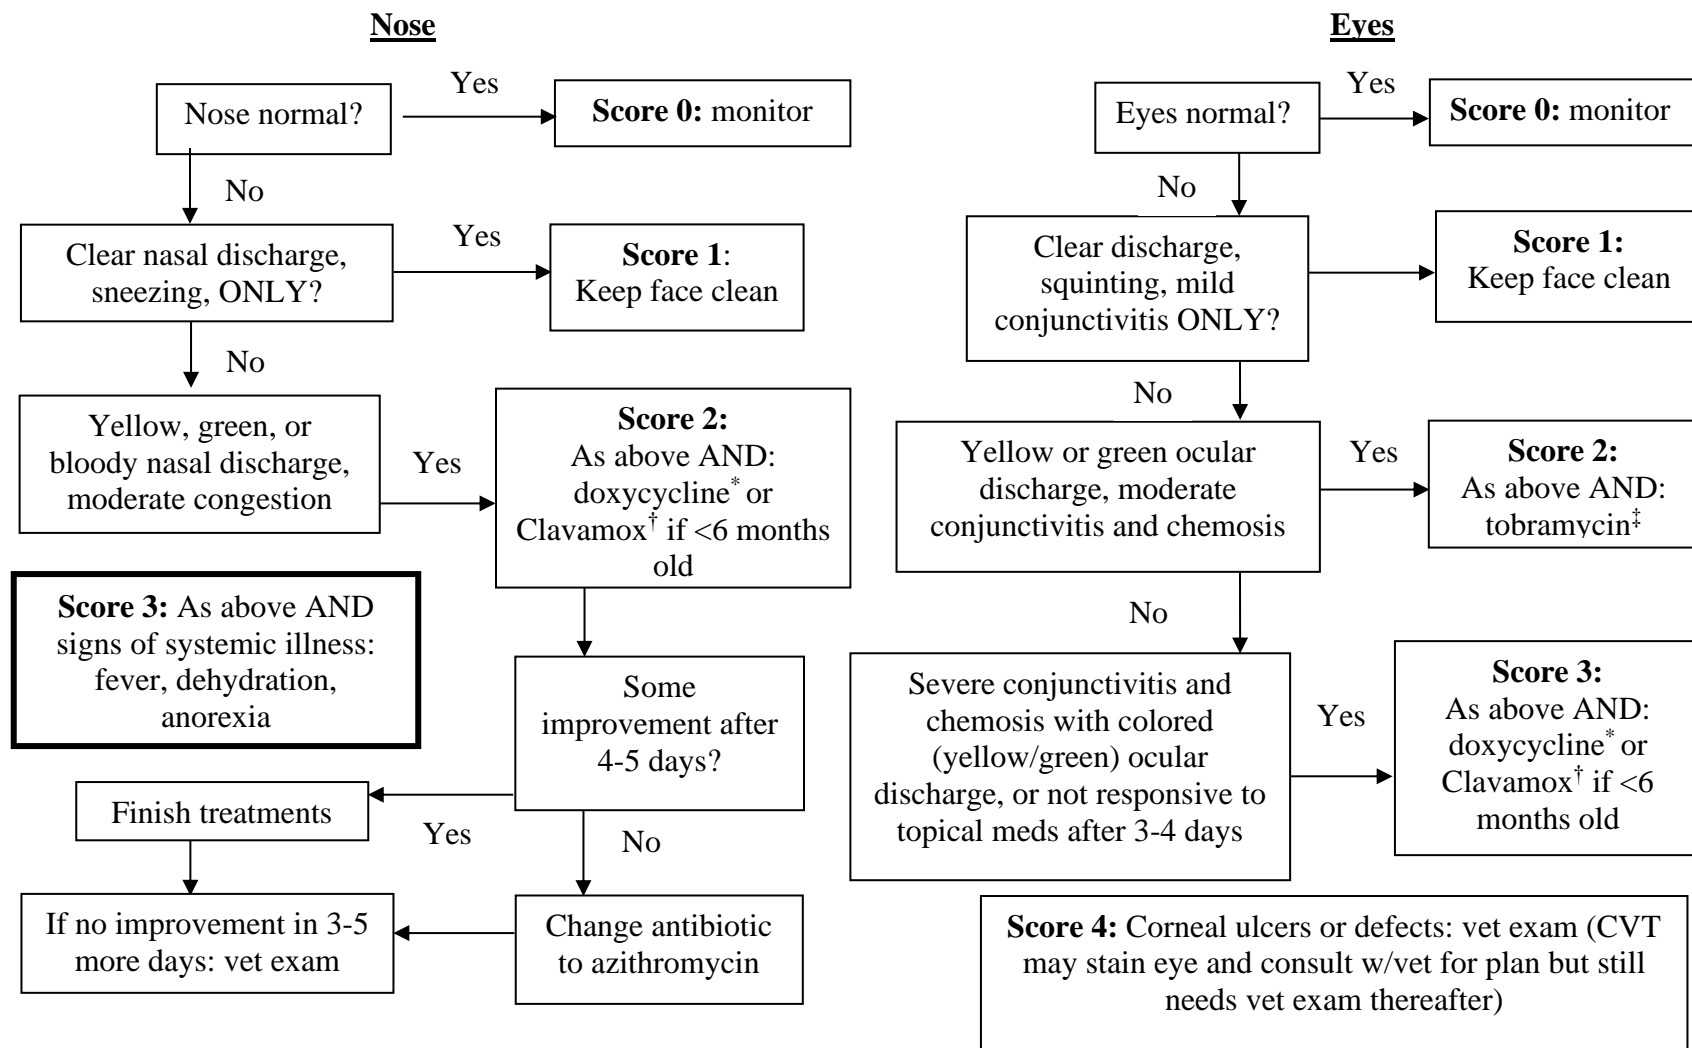 Nose
Yes
Nose normal?
Score 0: monitor
No
Clear nasal discharge,
sneezing, ONLY?
Yes
Score 1:
Keep face clean
No
Yellow, green, or
bloody nasal discharge,
moderate congestion
Yes
Score 2:
As above AND:
doxycycline* or
Clavamox† if <6 months
old
Score 3: As above AND
signs of systemic illness:
fever, dehydration,
anorexia
Some
improvement after
4-5 days?
Finish treatments
Yes
No
If no improvement in 3-5
more days: vet exam
Change antibiotic
to azithromycin
Eyes
Yes
Eyes normal?
Score 0: monitor
No
Clear discharge,
squinting, mild
conjunctivitis ONLY?
Score 1:
Keep face clean
No
Yellow or green ocular
discharge, moderate
conjunctivitis and chemosis
Yes
Score 2:
As above AND:
tobramycin‡
No
Severe conjunctivitis and
chemosis with colored
(yellow/green) ocular
discharge, or not responsive to
topical meds after 3-4 days
Yes
Score 3:
As above AND:
doxycycline* or
Clavamox† if <6
months old
Score 4: Corneal ulcers or defects: vet exam (CVT
may stain eye and consult w/vet for plan but still
needs vet exam thereafter)